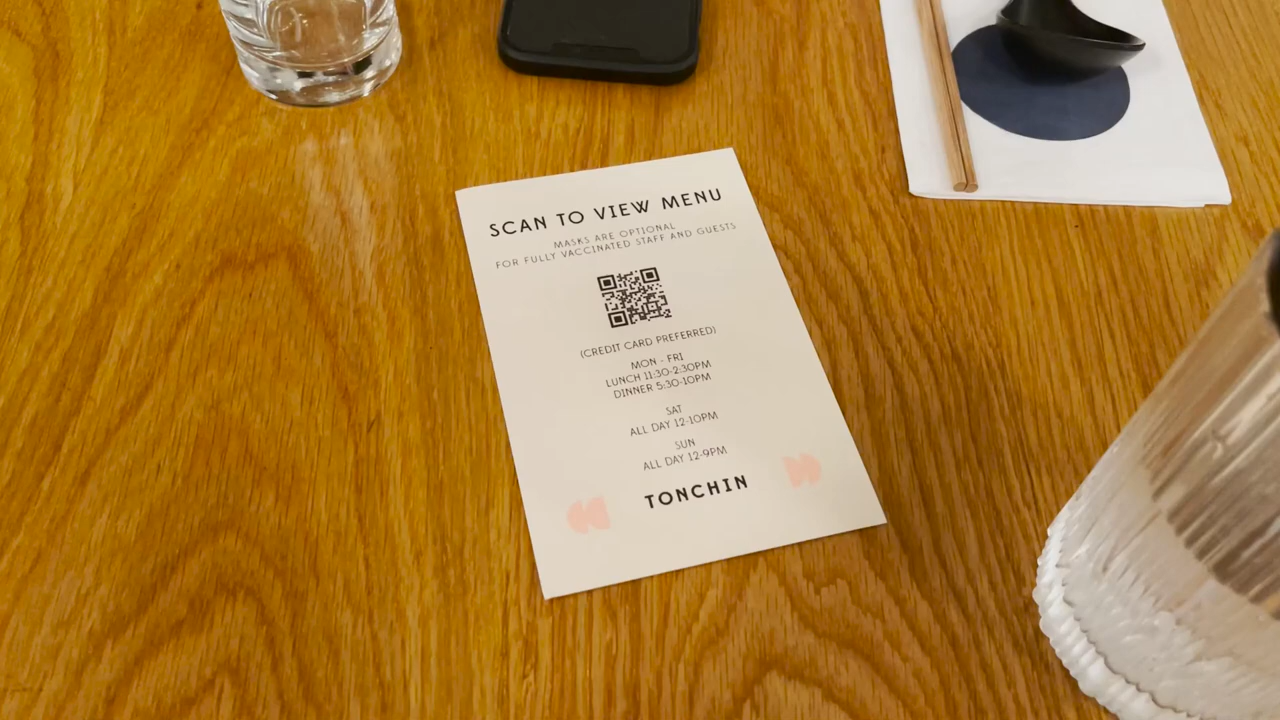 SCAN TO VIEW MENU
MASKS ARE OPTIONAL
FOR FULLY VACCINATED STAFF AND GUESTS
(CREDIT CARD PREFERRED)
MON - FRI
LUNCH 11:30-2:30PM
DINNER 5:30-10PM
SAT
ALL DAY 12-10PM
SUN
ALL DAY 12-9PM
TONCHIN